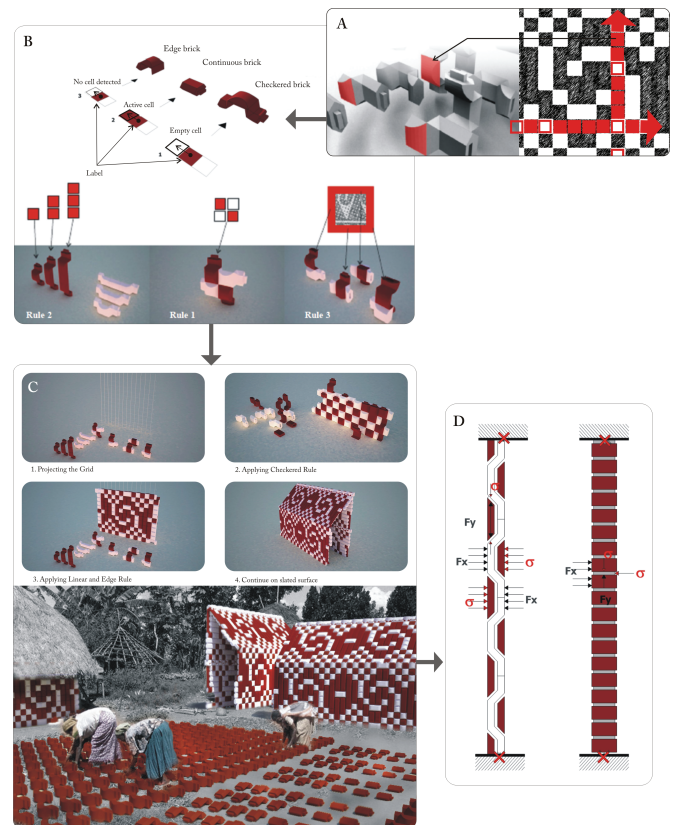 A
B
Edge brick
Continuous brick
Checkered brick
No cell detected
3
Active cell
2
Empty cell
1
Label
Rule 2
Rule 1
Rule 3
C
1. Projecting the Grid
2. Applying Checkered Rule
3. Applying Linear and Edge Rule
4. Continue on slated surface
D
σ
Fy
Fx
σ
σ
Fx
σ
Fx
σ
Fy